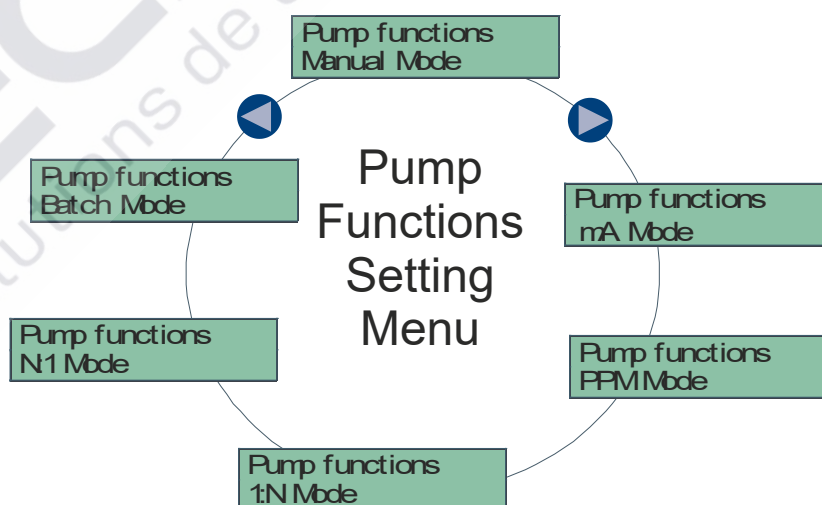 Pump functions
Manual Mode
Pump functions
Batch Mode
Pump
Functions
Setting
Menu
Pump functions
mA Mode
Pump functions
N:1 Mode
Pump functions
PPM Mode
Pump functions
1:N Mode